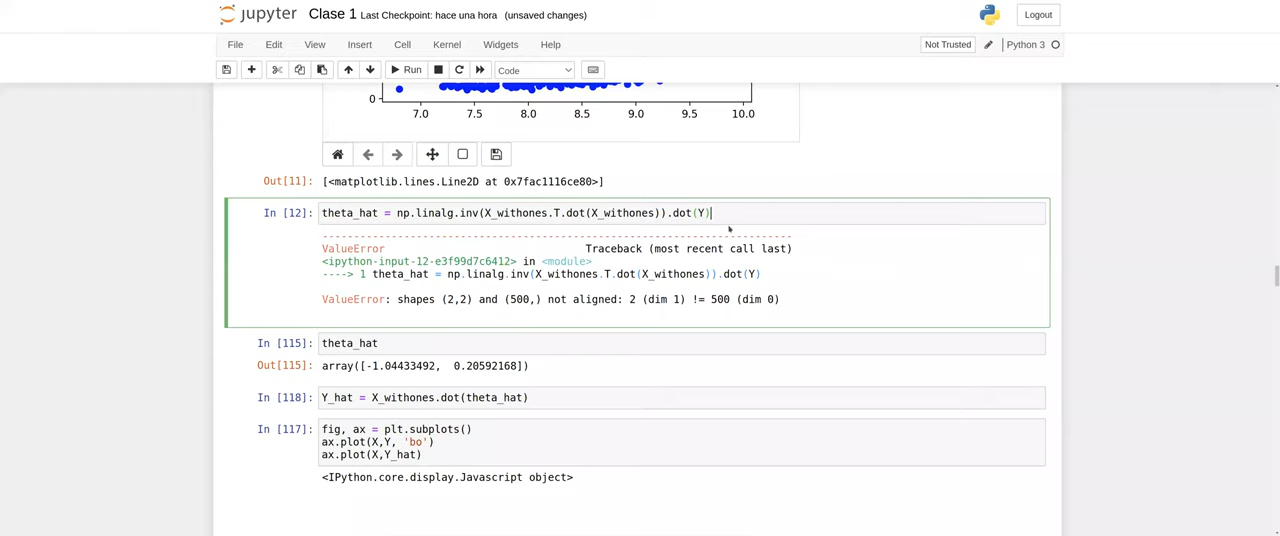 jupyter Clase 1 Last Checkpoint: hace una hora (unsaved changes) Logout
File Edit View Insert Cell Kernel Widgets Help Not Trusted Python 3
Run Code
0
7.0 7.5 8.0 8.5 9.0 9.5 10.0
Out[11]: [<matplotlib.lines.Line2D at 0x7fac1116ce80>]
In [12]: theta_hat = np.linalg.inv(X_withones.T.dot(X_withones)).dot(Y)
---------------------------------------------------------------------------
ValueError Traceback (most recent call last)
<ipython-input-12-e3f99d7c6412> in <module>
----> 1 theta_hat = np.linalg.inv(X_withones.T.dot(X_withones)).dot(Y)
ValueError: shapes (2,2) and (500,) not aligned: 2 (dim 1) != 500 (dim 0)
In [115]: theta_hat
Out[115]: array([-1.04433492, 0.20592168])
In [118]: Y_hat = X_withones.dot(theta_hat)
In [117]: fig, ax = plt.subplots()
ax.plot(X,Y, 'bo')
ax.plot(X,Y_hat)
<IPython.core.display.Javascript object>